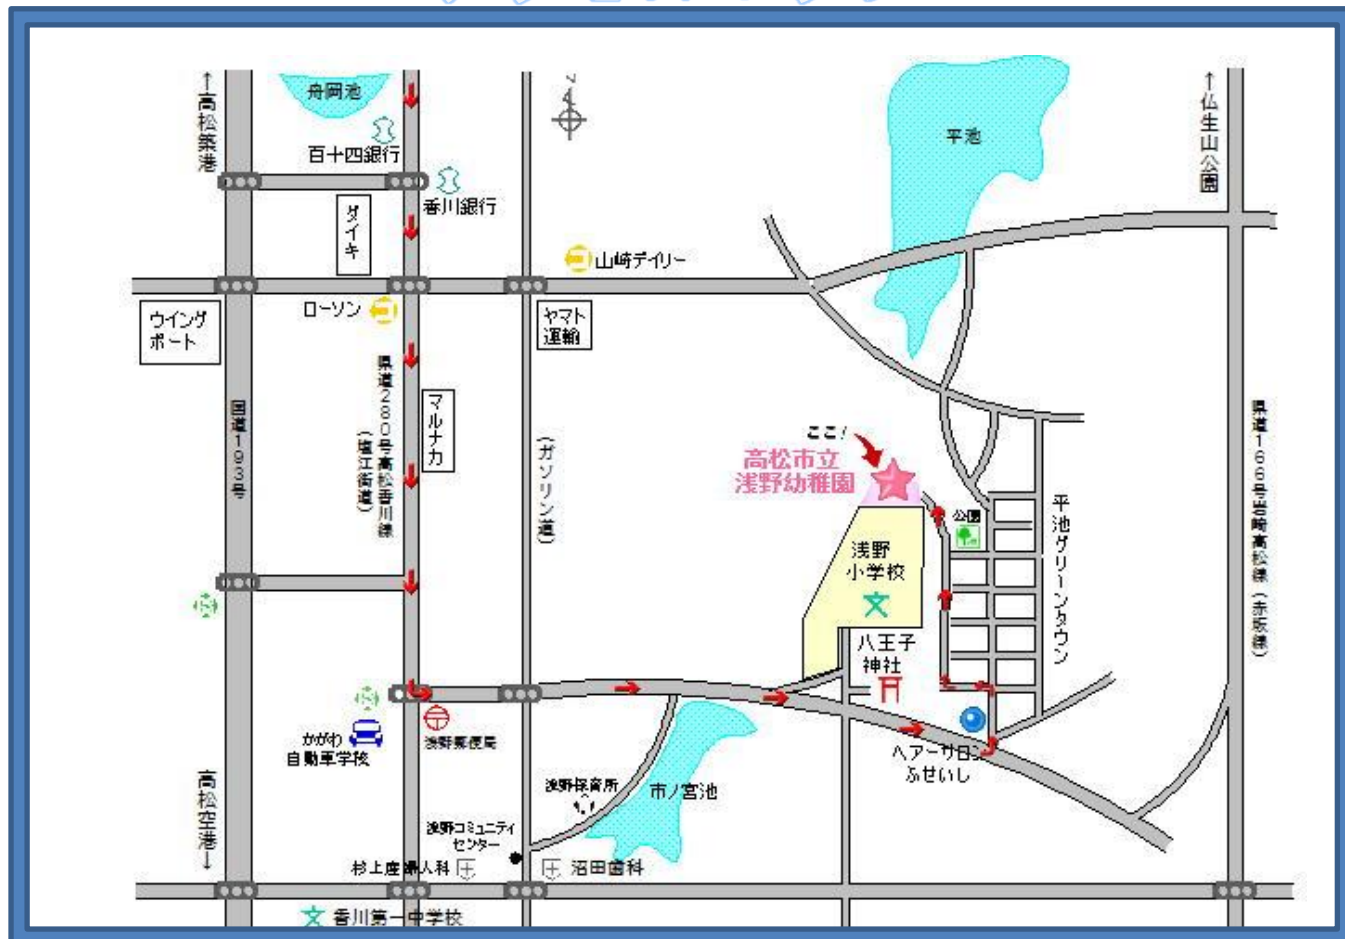 ↑高松築港
舟岡池
百十四銀行
香川銀行
ダイキ
山崎デイリー
平池
↑仏生山公園
ローソン
ウイング
ポート
ヤマト
運輸
国道193号
県道280号高松香川線
(塩江街道)
マルナカ
(ガソリン道)
ここ!
高松市立
浅野幼稚園
公園
浅野
小学校
文
平池グリーンタウン
県道166号岩崎高松線(赤坂線)
八王子
神社
かがわ
自動車学校
浅野郵便局
ヘアーサロン
ふせいし
高松空港↓
浅野保育所
市ノ宮池
浅野コミュニティ
センター
杉上産婦人科
沼田歯科
文 香川第一中学校